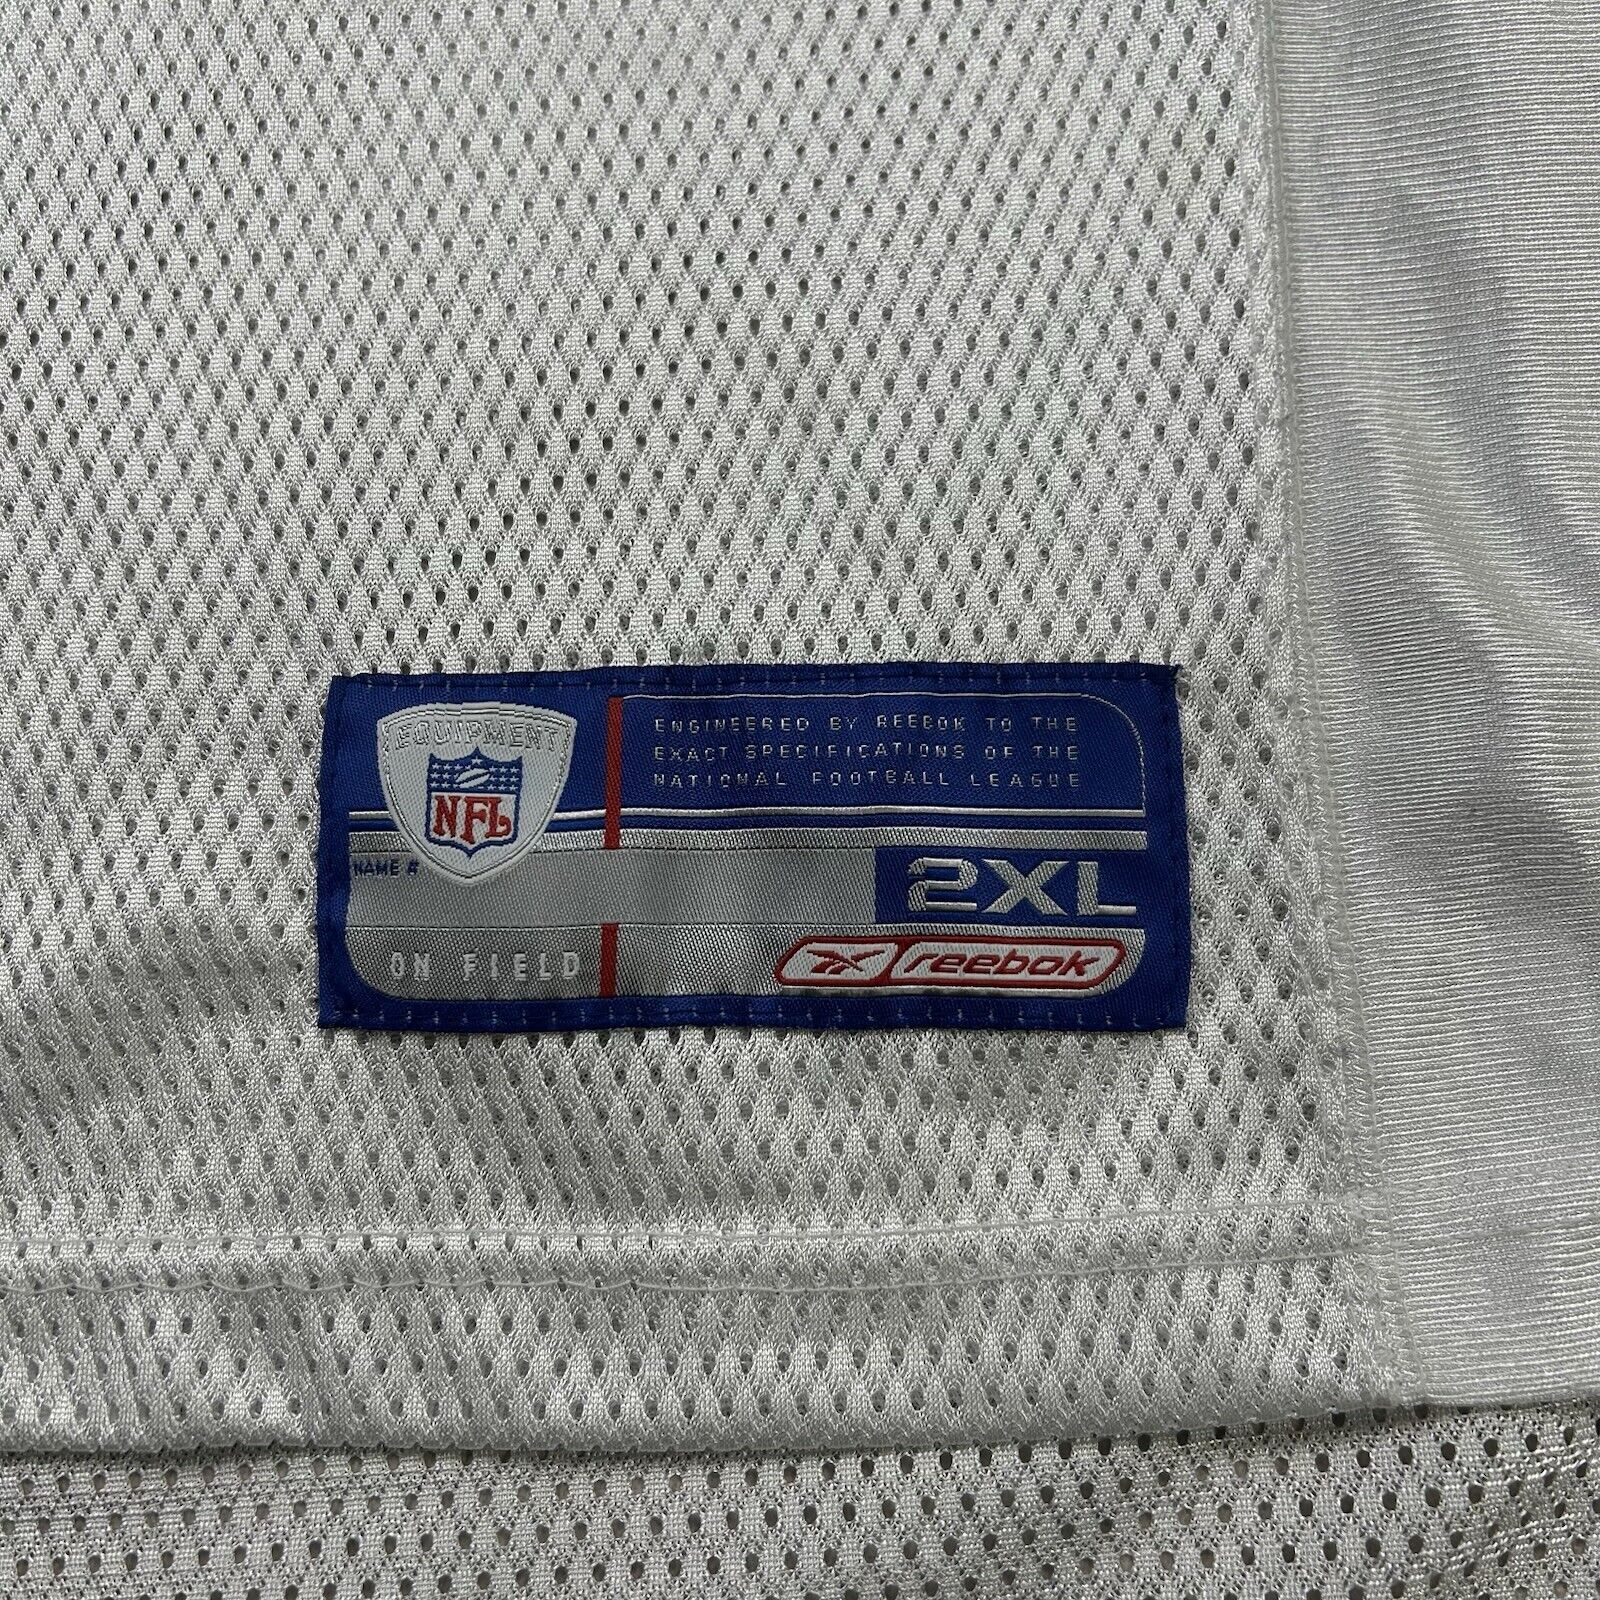 EQUIPMENT
NFL
ENGINEERED BY REEBOK TO THE
EXACT SPECIFICATIONS OF THE
NATIONAL FOOTBALL LEAGUE
NAME #
2XL
ON FIELD
Reebok